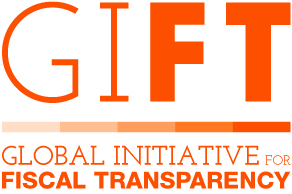 GIFT
GLOBAL INITIATIVE FOR
FISCAL TRANSPARENCY